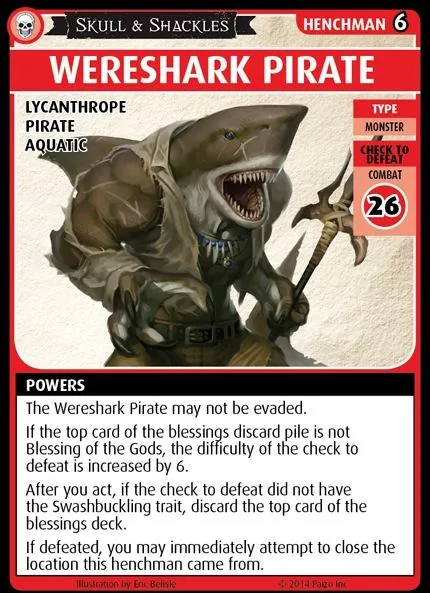 SKULL & SHACKLES
HENCHMAN 6
WERESHARK PIRATE
LYCANTHROPE
PIRATE
AQUATIC
TYPE
MONSTER
CHECK TO
DEFEAT
COMBAT
26
POWERS
The Wereshark Pirate may not be evaded.
If the top card of the blessings discard pile is not
Blessing of the Gods, the difficulty of the check to
defeat is increased by 6.
After you act, if the check to defeat did not have
the Swashbuckling trait, discard the top card of the
blessings deck.
If defeated, you may immediately attempt to close the
location this henchman came from.
Illustration by Eric Belisle
© 2014 Paizo Inc